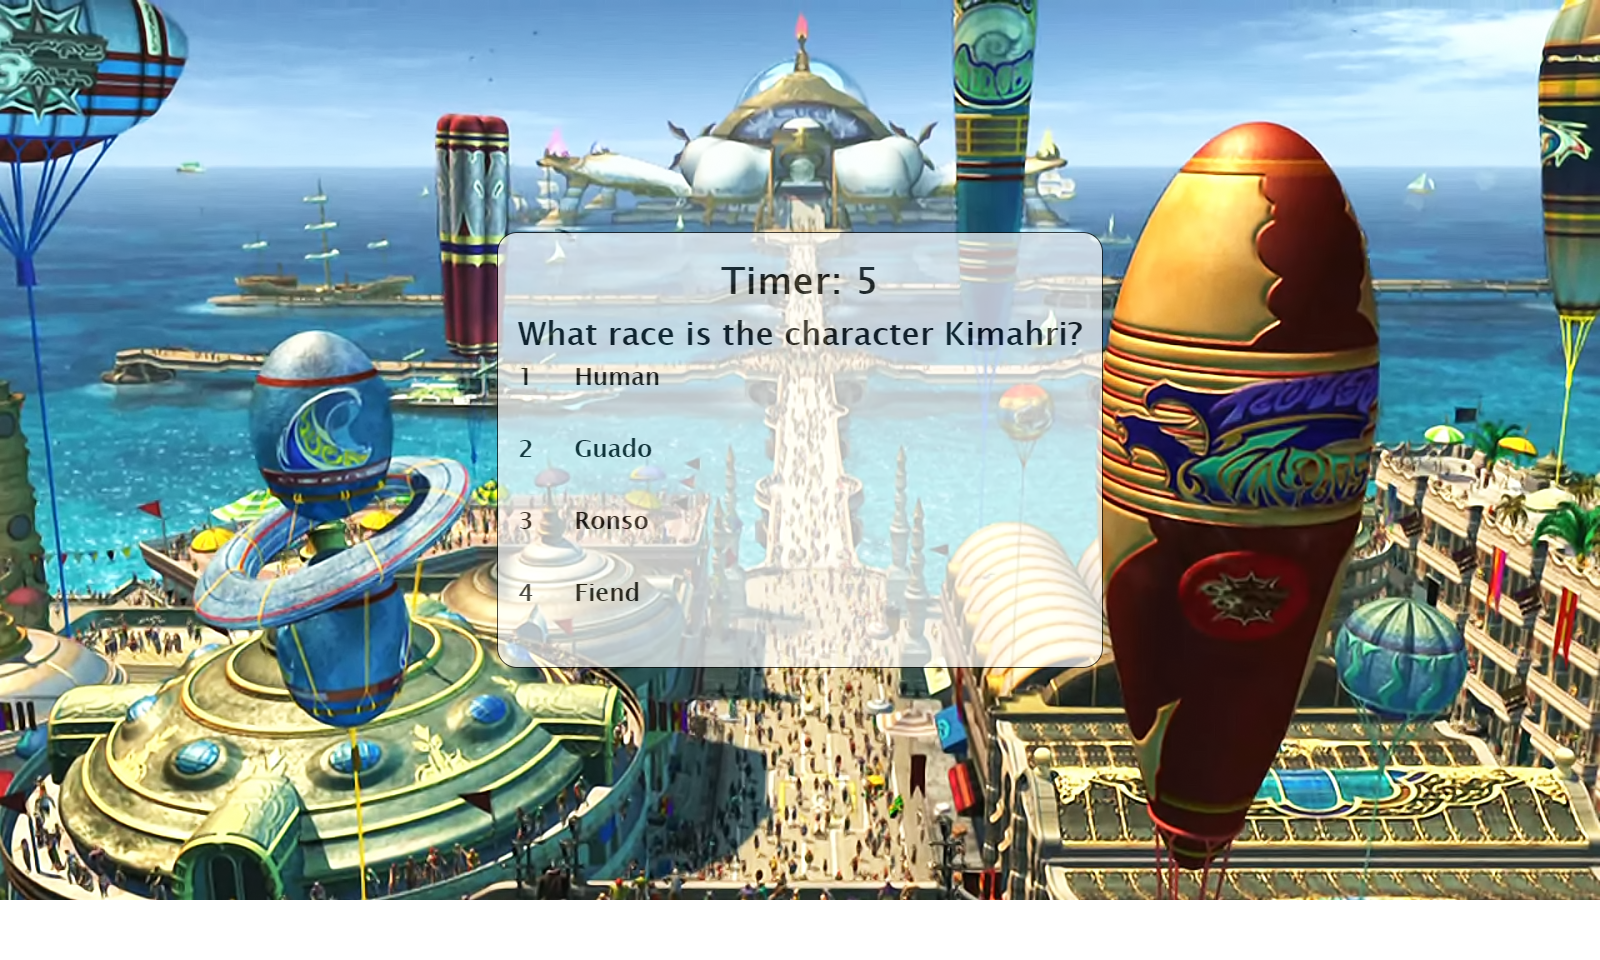 Timer: 5
What race is the character Kimahri?
1 Human
2 Guado
3 Ronso
4 Fiend